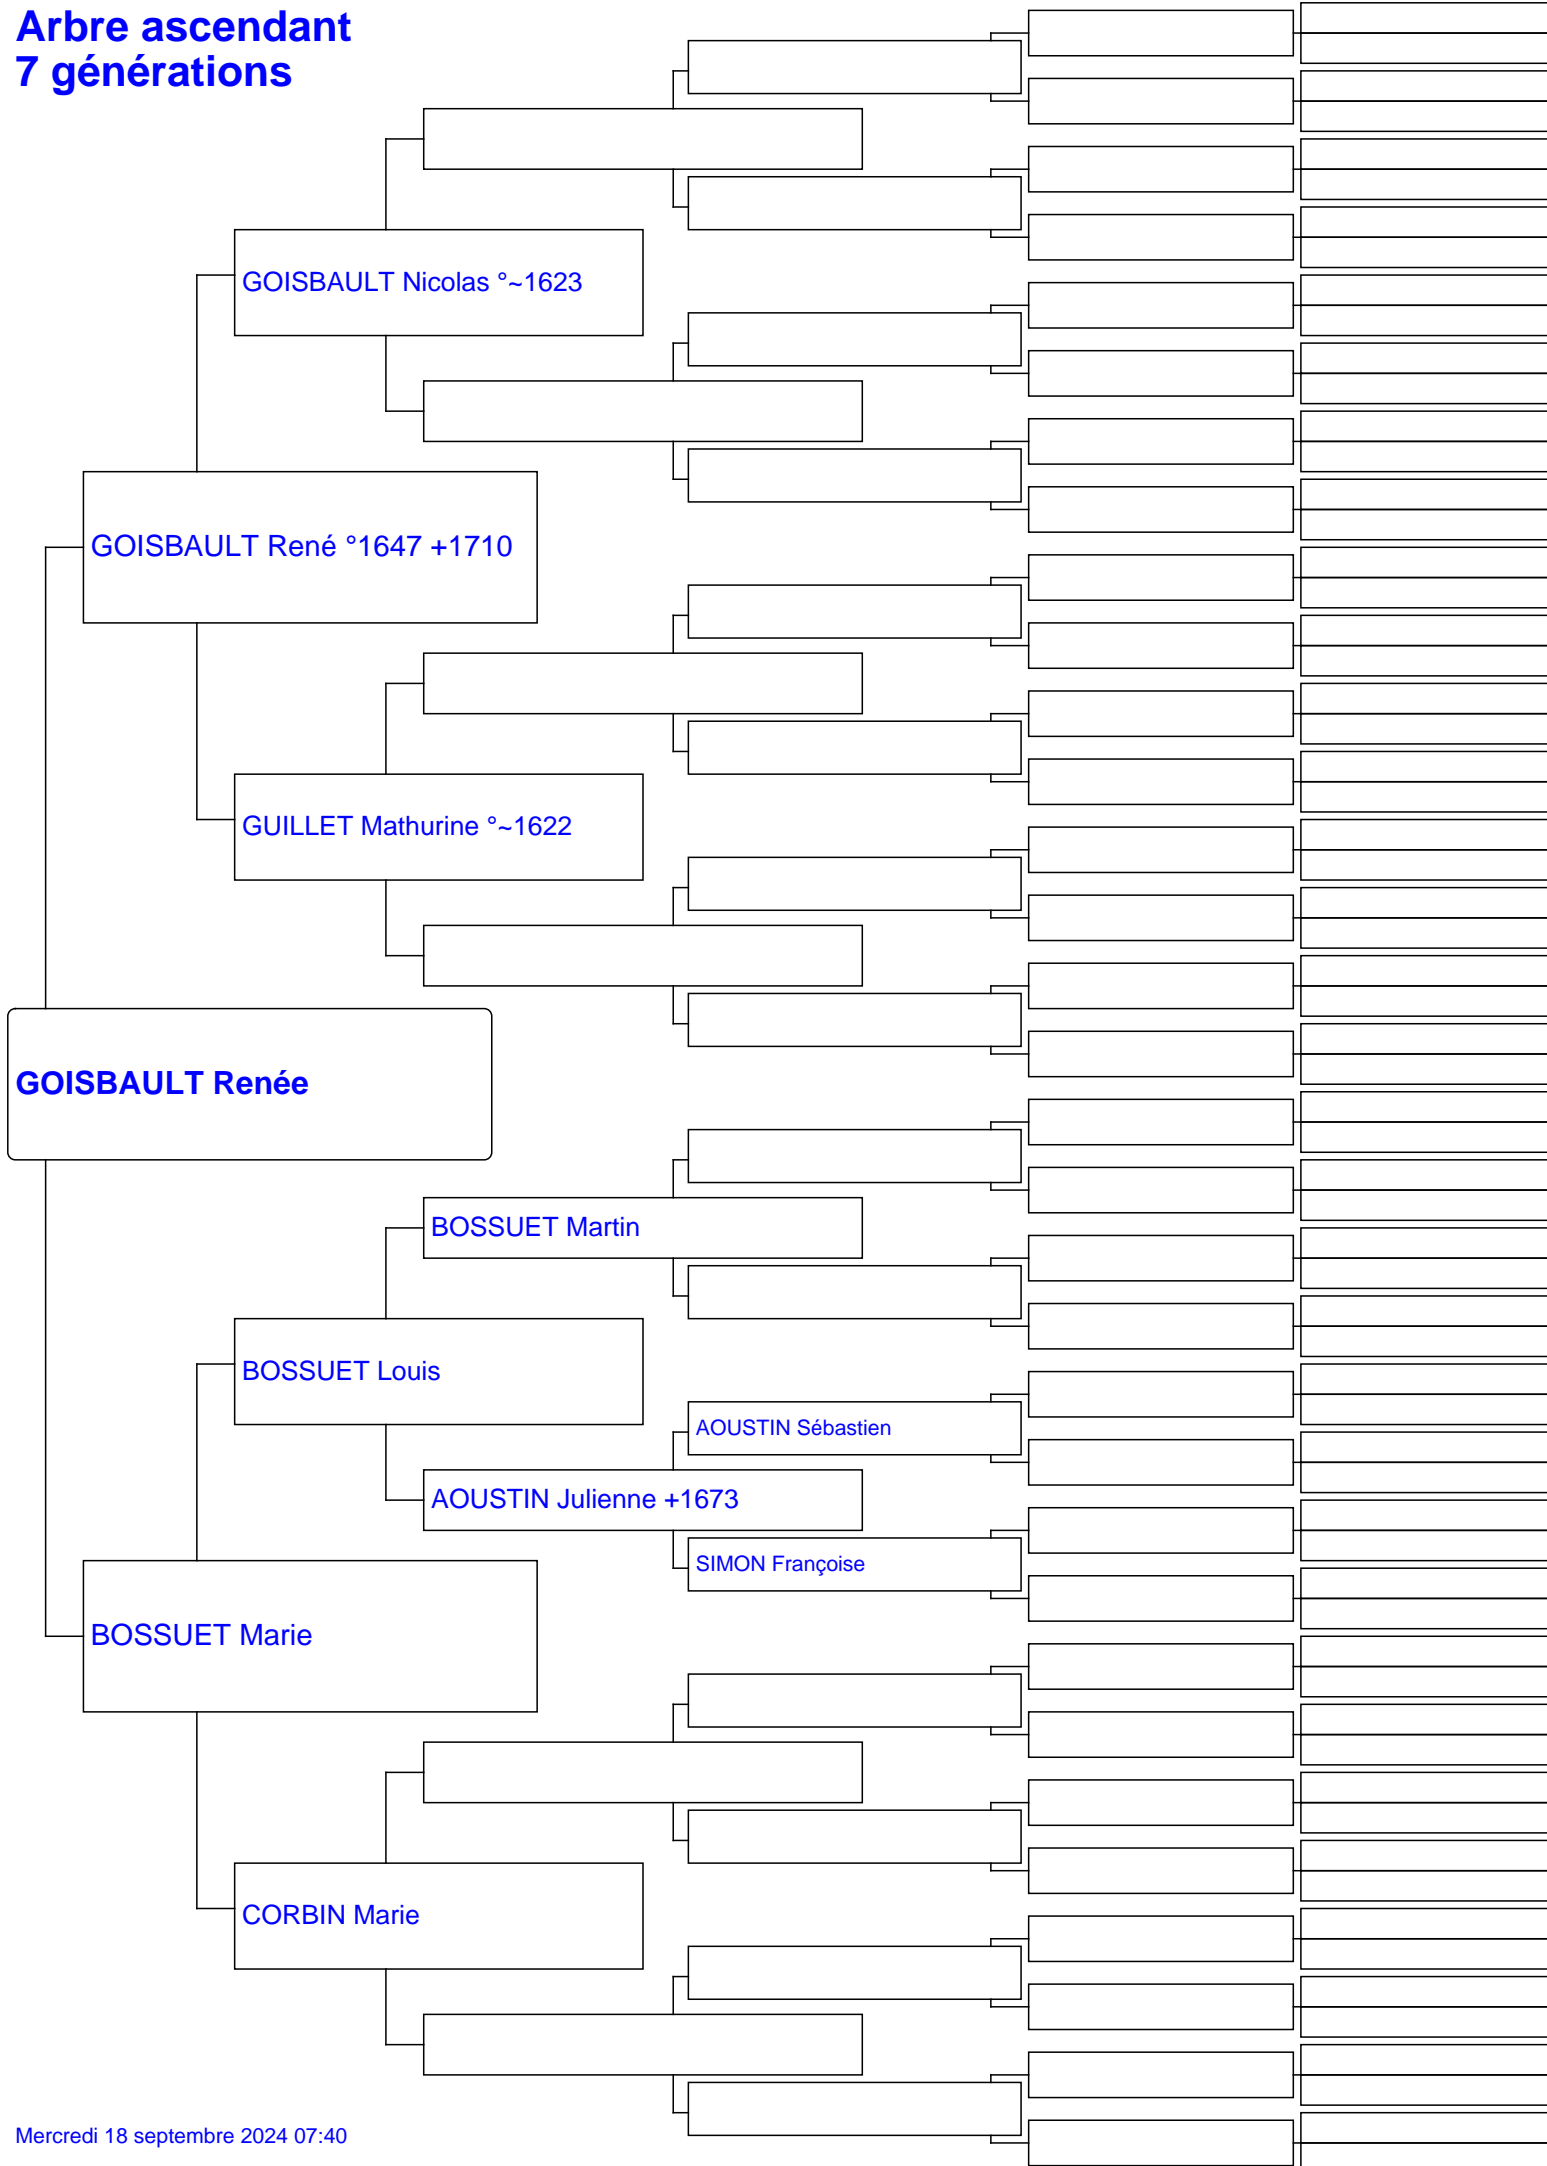 Arbre ascendant
7 générations
GOISBAULT Nicolas °~1623
GOISBAULT René °1647 +1710
GUILLET Mathurine °~1622
GOISBAULT Renée
BOSSUET Martin
BOSSUET Louis
AOUSTIN Sébastien
AOUSTIN Julienne +1673
SIMON Françoise
BOSSUET Marie
CORBIN Marie
Mercredi 18 septembre 2024 07:40